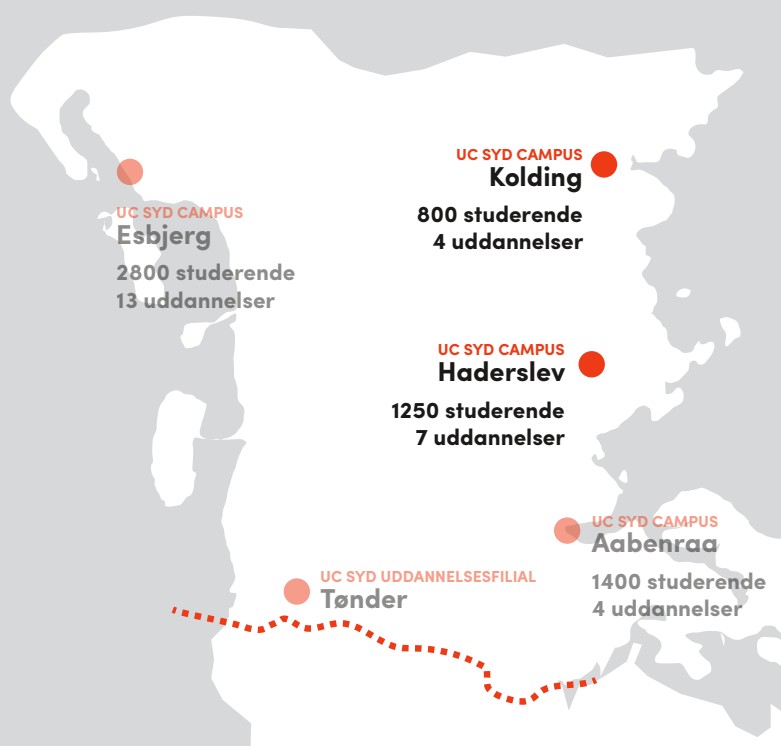 UC SYD CAMPUS
Kolding
800 studerende
4 uddannelser
UC SYD CAMPUS
Esbjerg
2800 studerende
13 uddannelser
UC SYD CAMPUS
Haderslev
1250 studerende
7 uddannelser
UC SYD CAMPUS
Aabenraa
1400 studerende
4 uddannelser
UC SYD UDDANNELSESFILIAL
Tønder